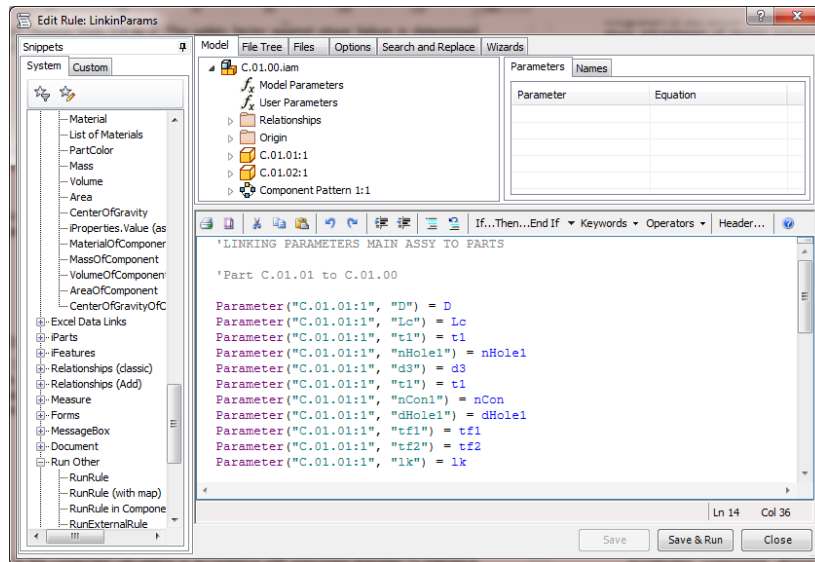 Edit Rule: LinkinParams
Snippets
System Custom
Material
List of Materials
PartColor
Mass
Volume
Area
CenterOfGravity
iProperties.Value (as
MaterialOfComponer
MassOfComponent
VolumeOfComponent
AreaOfComponent
CenterOfGravityOfC
Excel Data Links
iParts
iFeatures
Relationships (classic)
Relationships (Add)
Measure
Forms
MessageBox
Document
Run Other
RunRule
RunRule (with map)
RunRule in Compone
RunExternalRule
Model File Tree Files Options Search and Replace Wizards
C.01.00.iam
fx Model Parameters
fx User Parameters
Relationships
Origin
C.01.01:1
C.01.02:1
Component Pattern 1:1
Parameters Names
Parameter Equation
If...Then...End If Keywords Operators Header...
'LINKING PARAMETERS MAIN ASSY TO PARTS
'Part C.01.01 to C.01.00
Parameter("C.01.01:1", "D") = D
Parameter("C.01.01:1", "Lc") = Lc
Parameter("C.01.01:1", "t1") = t1
Parameter("C.01.01:1", "nHole1") = nHole1
Parameter("C.01.01:1", "d3") = d3
Parameter("C.01.01:1", "t1") = t1
Parameter("C.01.01:1", "nCon1") = nCon
Parameter("C.01.01:1", "dHole1") = dHole1
Parameter("C.01.01:1", "tf1") = tf1
Parameter("C.01.01:1", "tf2") = tf2
Parameter("C.01.01:1", "lk") = lk
Ln 14 Col 36
Save Save & Run Close